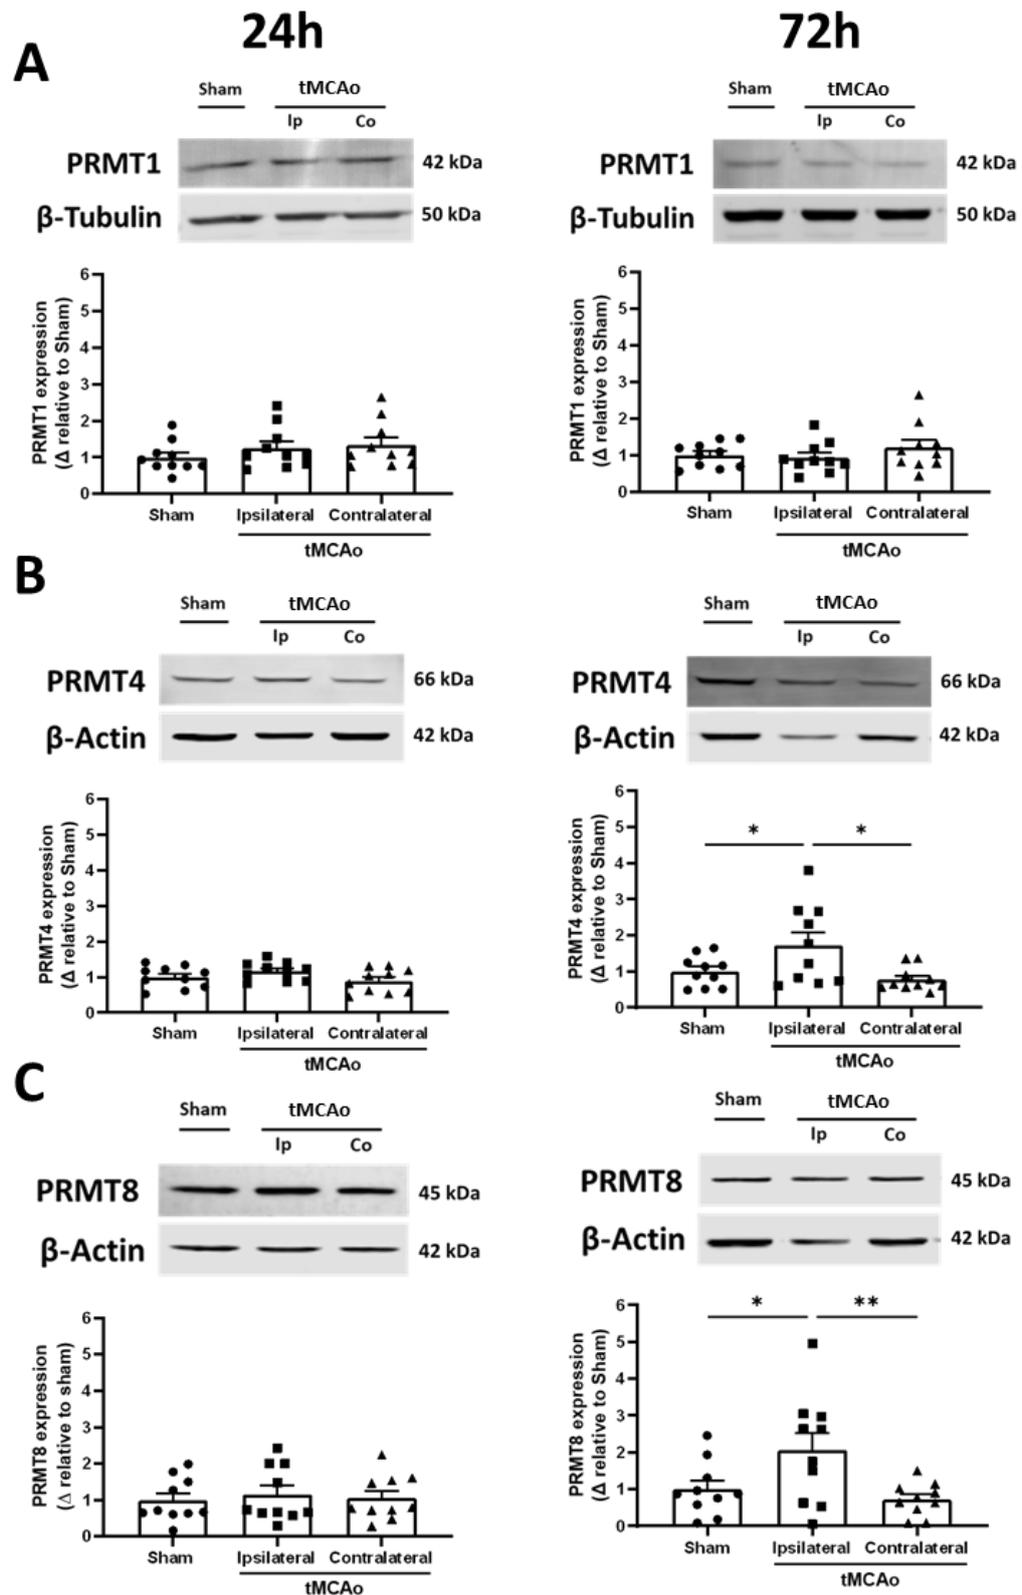 24h
72h
A
Sham
tMCAo
Ip
Co
PRMT1
42 kDa
β-Tubulin
50 kDa
PRMT1 expression
(Δ relative to Sham)
6
5
4
3
2
1
0
Sham
Ipsilateral
Contralateral
tMCAo
Sham
tMCAo
Ip
Co
PRMT1
42 kDa
β-Tubulin
50 kDa
PRMT1 expression
(Δ relative to Sham)
6
5
4
3
2
1
0
Sham
Ipsilateral
Contralateral
tMCAo
B
Sham
tMCAo
Ip
Co
PRMT4
66 kDa
β-Actin
42 kDa
PRMT4 expression
(Δ relative to Sham)
6
5
4
3
2
1
0
Sham
Ipsilateral
Contralateral
tMCAo
Sham
tMCAo
Ip
Co
PRMT4
66 kDa
β-Actin
42 kDa
PRMT4 expression
(Δ relative to Sham)
6
5
4
3
2
1
0
*
*
Sham
Ipsilateral
Contralateral
tMCAo
C
Sham
tMCAo
Ip
Co
PRMT8
45 kDa
β-Actin
42 kDa
PRMT8 expression
(Δ relative to sham)
6
5
4
3
2
1
0
Sham
Ipsilateral
Contralateral
tMCAo
Sham
tMCAo
Ip
Co
PRMT8
45 kDa
β-Actin
42 kDa
PRMT8 expression
(Δ relative to Sham)
6
5
4
3
2
1
0
*
**
Sham
Ipsilateral
Contralateral
tMCAo